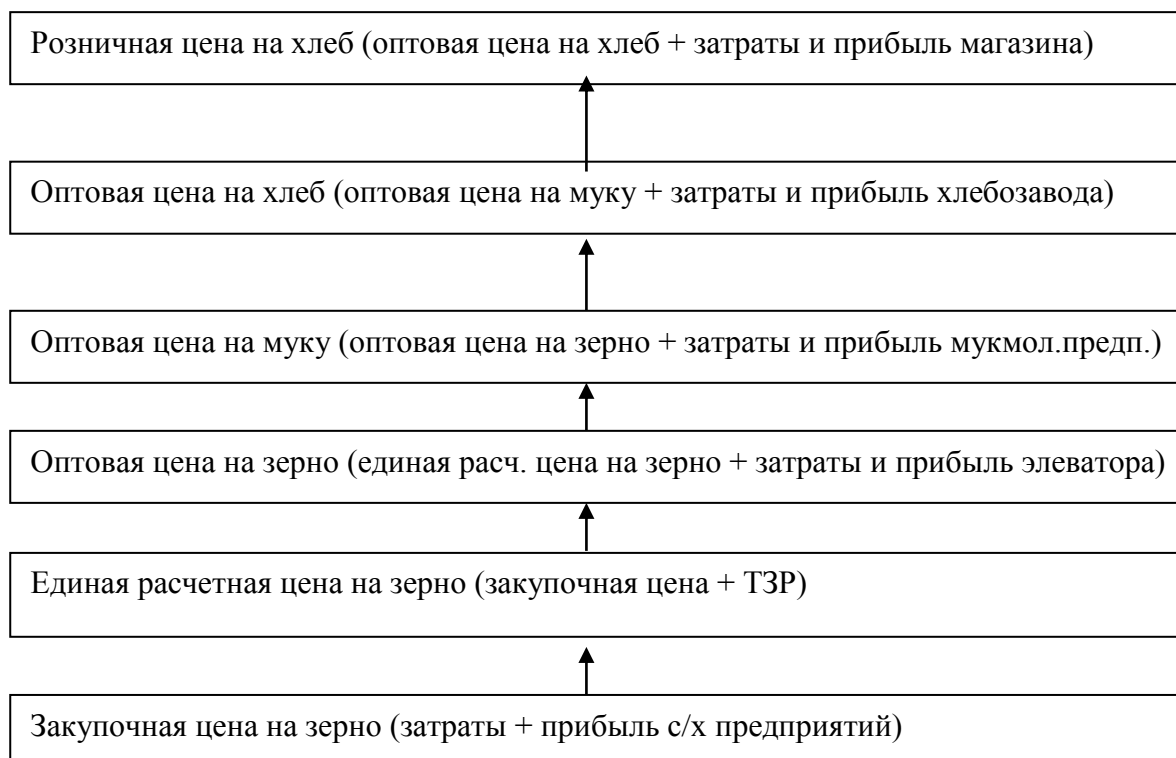 Розничная цена на хлеб (оптовая цена на хлеб + затраты и прибыль магазина)
Оптовая цена на хлеб (оптовая цена на муку + затраты и прибыль хлебозавода)
Оптовая цена на муку (оптовая цена на зерно + затраты и прибыль мукмол.предп.)
Оптовая цена на зерно (единая расч. цена на зерно + затраты и прибыль элеватора)
Единая расчетная цена на зерно (закупочная цена + ТЗР)
Закупочная цена на зерно (затраты + прибыль с/х предприятий)